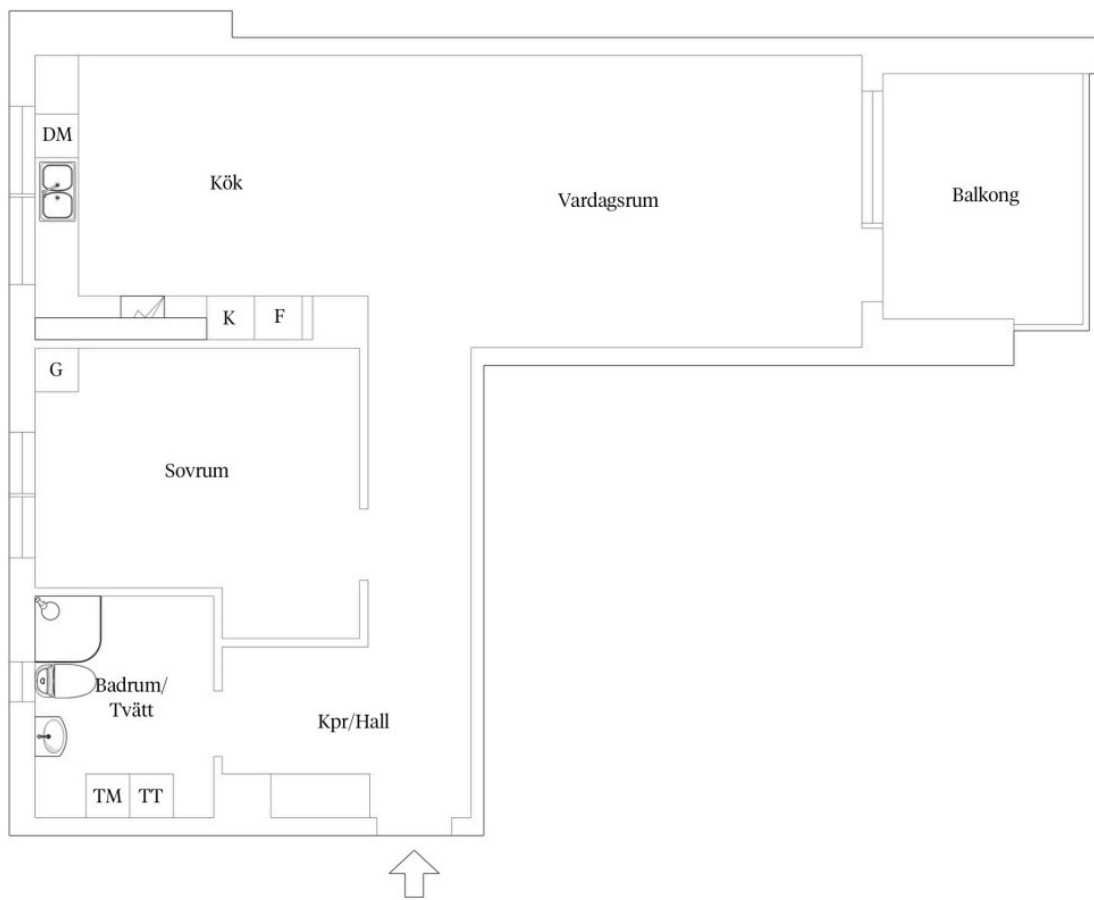 DM
Kök
Vardagsrum
Balkong
K
F
G
Sovrum
Badrum/
Tvätt
Kpr/Hall
TM
TT